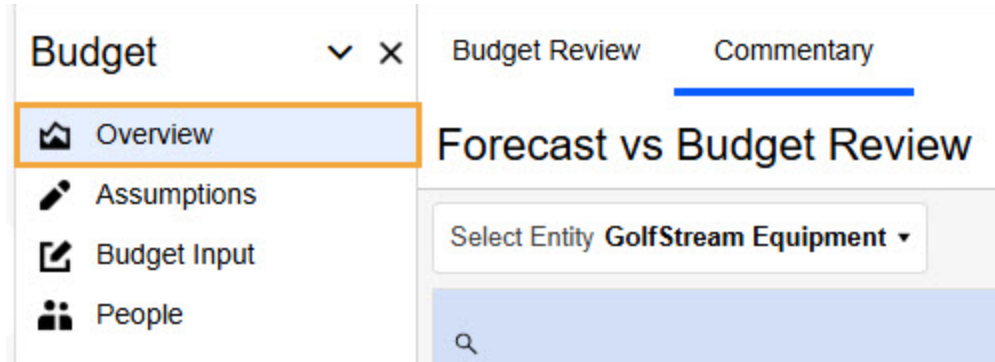 Budget
Overview
Assumptions
Budget Input
People
Budget Review
Commentary
Forecast vs Budget Review
Select Entity GolfStream Equipment